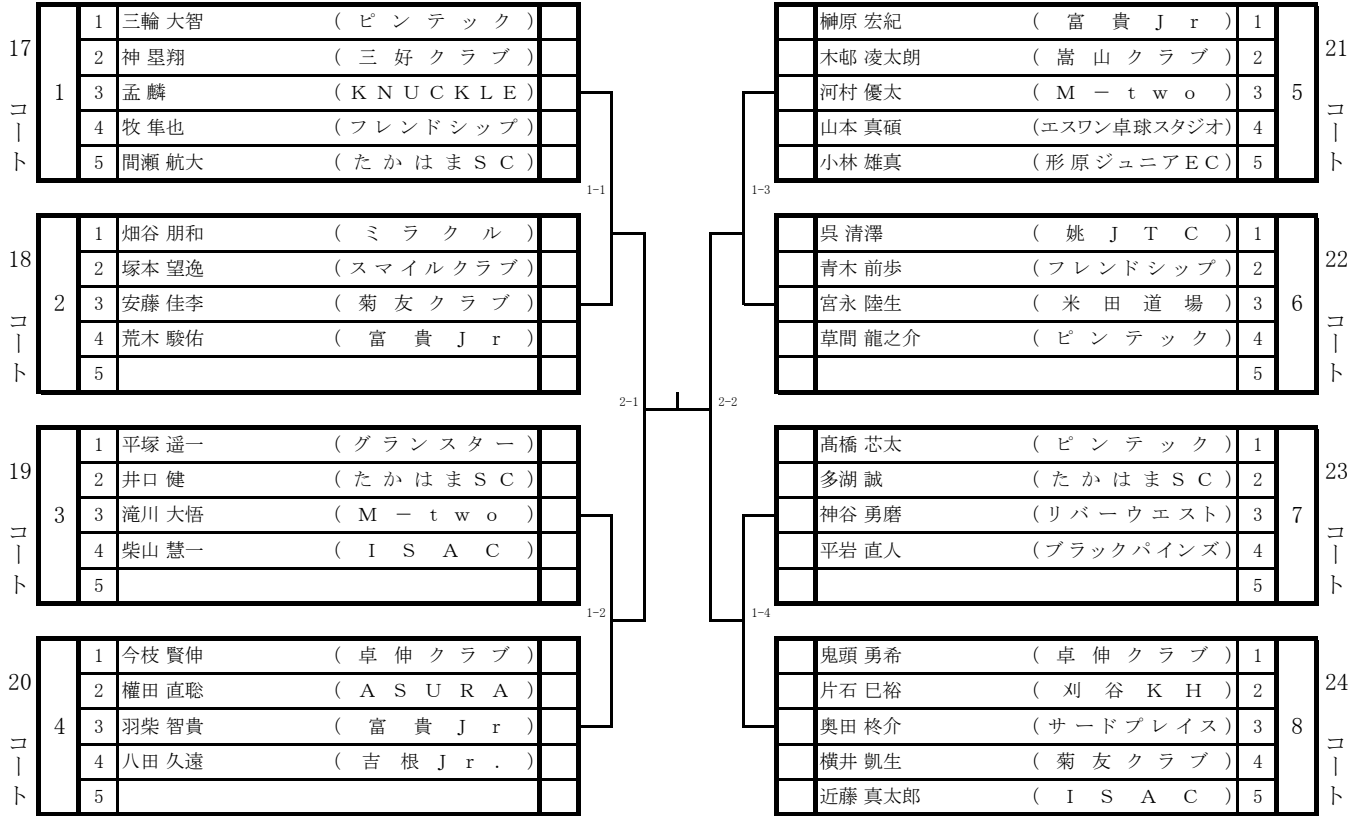 17 コート
1
1 三輪 大智 (ピンテック)
2 神 塁翔 (三好クラブ)
3 孟 麟 (KNUCKLE)
4 牧 隼也 (フレンドシップ)
5 間瀬 航大 (たかはまSC)
18 コート
2
1 畑谷 朋和 (ミラクル)
2 塚本 望逸 (スマイルクラブ)
3 安藤 佳李 (菊友クラブ)
4 荒木 駿佑 (富貴Jr)
5
19 コート
3
1 平塚 遥一 (グランスター)
2 井口 健 (たかはまSC)
3 滝川 大悟 (M－two)
4 柴山 慧一 (ISAC)
5
20 コート
4
1 今枝 賢伸 (卓伸クラブ)
2 權田 直聡 (ASURA)
3 羽柴 智貴 (富貴Jr)
4 八田 久遠 (吉根Jr.)
5
1-1
1-2
2-1
2-2
1-3
1-4
榊原 宏紀 (富貴Jr) 1
木邨 凌太朗 (嵩山クラブ) 2
河村 優太 (M－two) 3
山本 真碩 (エスワン卓球スタジオ) 4
小林 雄真 (形原ジュニアEC) 5
5
21 コート
呉 清澤 (姚JTC) 1
青木 前歩 (フレンドシップ) 2
宮永 陸生 (米田道場) 3
草間 龍之介 (ピンテック) 4
5
6
22 コート
髙橋 芯太 (ピンテック) 1
多湖 誠 (たかはまSC) 2
神谷 勇磨 (リバーウエスト) 3
平岩 直人 (ブラックパインズ) 4
5
7
23 コート
鬼頭 勇希 (卓伸クラブ) 1
片石 巳裕 (刈谷KH) 2
奥田 柊介 (サードプレイス) 3
横井 凱生 (菊友クラブ) 4
近藤 真太郎 (ISAC) 5
8
24 コート